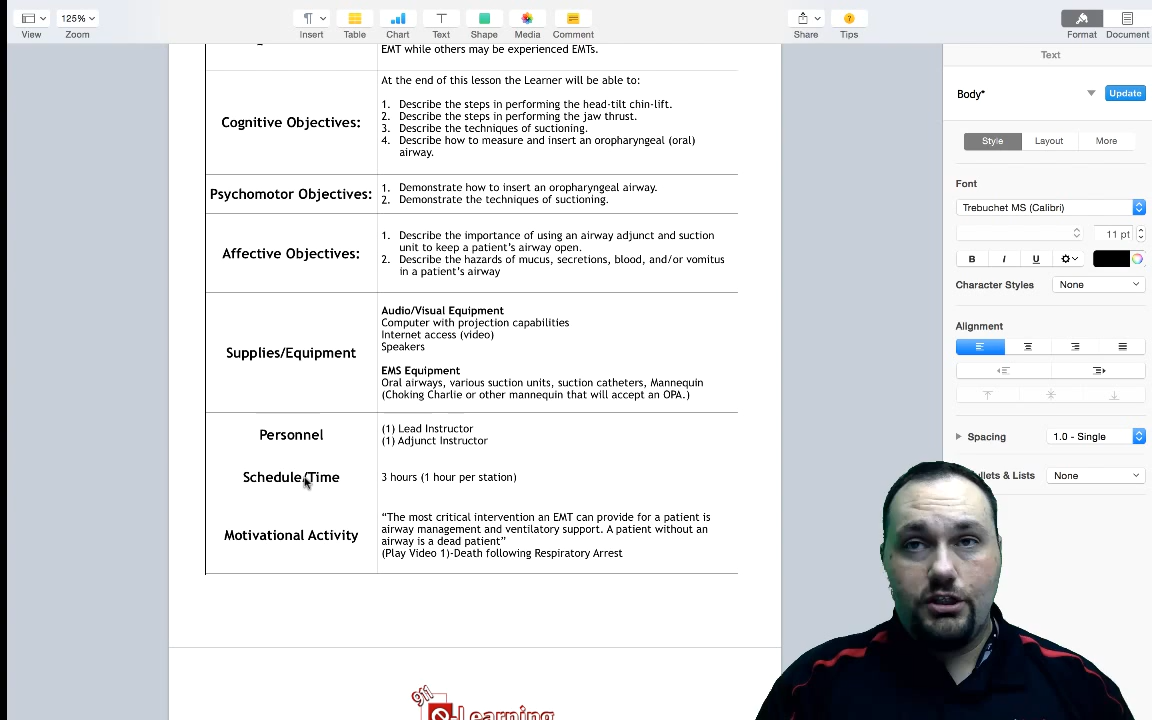 125%
View
Zoom
Insert
Table
Chart
Text
Shape
Media
Comment
Share
Tips
Format
Document
EMT while others may be experienced EMTs.
Cognitive Objectives:
At the end of this lesson the Learner will be able to:
1. Describe the steps in performing the head-tilt chin-lift.
2. Describe the steps in performing the jaw thrust.
3. Describe the techniques of suctioning.
4. Describe how to measure and insert an oropharyngeal (oral)
airway.
Psychomotor Objectives:
1. Demonstrate how to insert an oropharyngeal airway.
2. Demonstrate the techniques of suctioning.
Affective Objectives:
1. Describe the importance of using an airway adjunct and suction
unit to keep a patient's airway open.
2. Describe the hazards of mucus, secretions, blood, and/or vomitus
in a patient's airway
Supplies/Equipment
Audio/Visual Equipment
Computer with projection capabilities
Internet access (video)
Speakers
EMS Equipment
Oral airways, various suction units, suction catheters, Mannequin
(Choking Charlie or other mannequin that will accept an OPA.)
Personnel
(1) Lead Instructor
(1) Adjunct Instructor
Schedule/Time
3 hours (1 hour per station)
Motivational Activity
“The most critical intervention an EMT can provide for a patient is
airway management and ventilatory support. A patient without an
airway is a dead patient”
(Play Video 1)-Death following Respiratory Arrest
911
e-Learning
Text
Body*
Update
Style
Layout
More
Font
Trebuchet MS (Calibri)
11 pt
B
I
U
Character Styles
None
Alignment
Spacing
1.0 - Single
llets & Lists
None